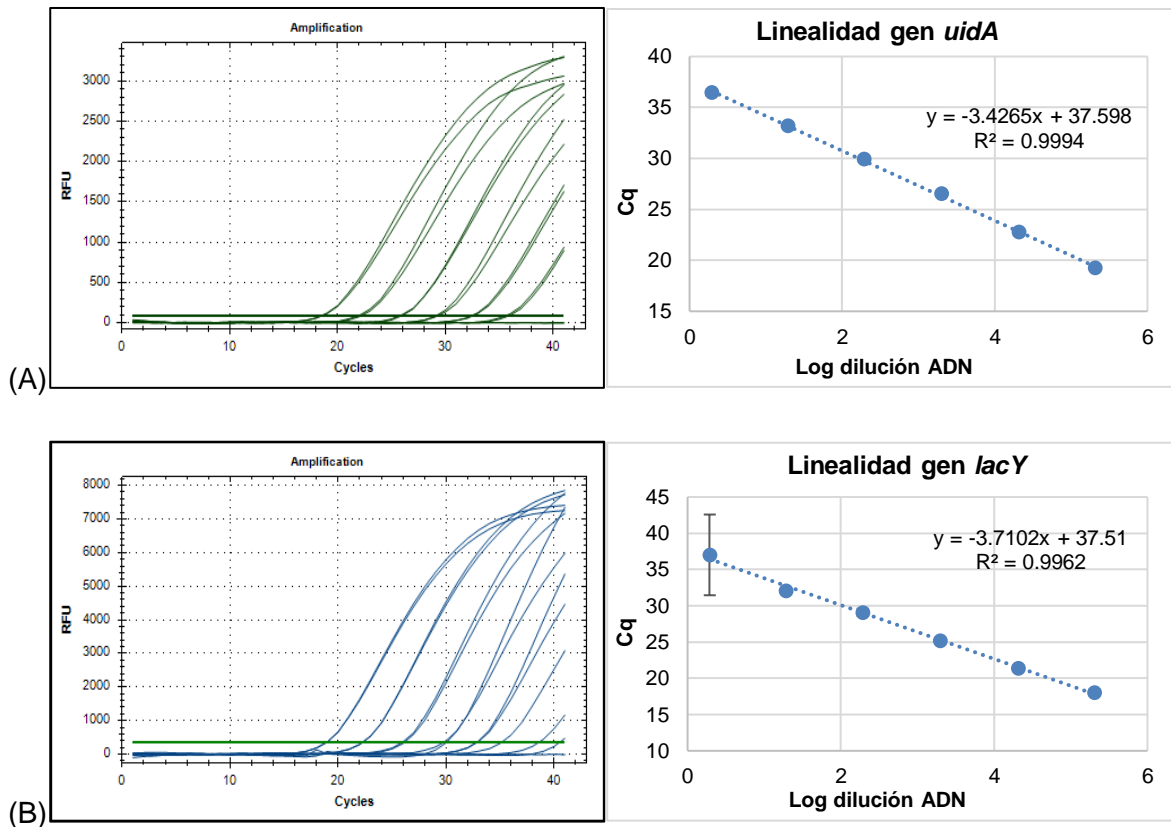 Amplification
3000
2500
2000
1500
1000
500
0
RFU
0 10 20 30 40
Cycles
(A)
Linealidad gen uidA
40
35
30
25
20
15
Cq
y = -3.4265x + 37.598
R² = 0.9994
0 2 4 6
Log dilución ADN
Amplification
8000
7000
6000
5000
4000
3000
2000
1000
0
RFU
0 10 20 30 40
Cycles
(B)
Linealidad gen lacY
45
40
35
30
25
20
15
10
Cq
y = -3.7102x + 37.51
R² = 0.9962
0 2 4 6
Log dilución ADN